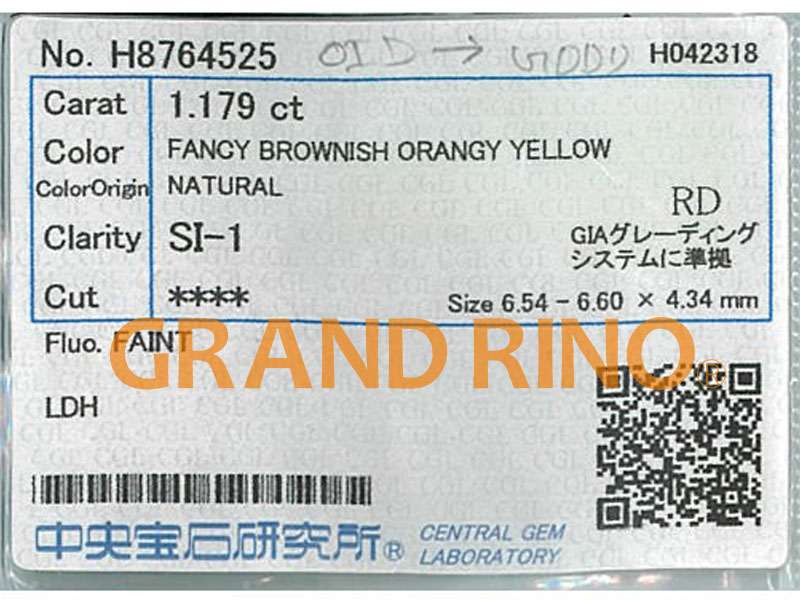 No. H8764525 OID → GOOD H042318
Carat 1.179 ct
Color FANCY BROWNISH ORANGY YELLOW
ColorOrigin NATURAL
RD
Clarity SI-1 GIAグレーディング
システムに準拠
Cut **** Size 6.54 - 6.60 × 4.34 mm
Fluo. FAINT
GRAND RINO®
LDH
中央宝石研究所® CENTRAL GEM
LABORATORY